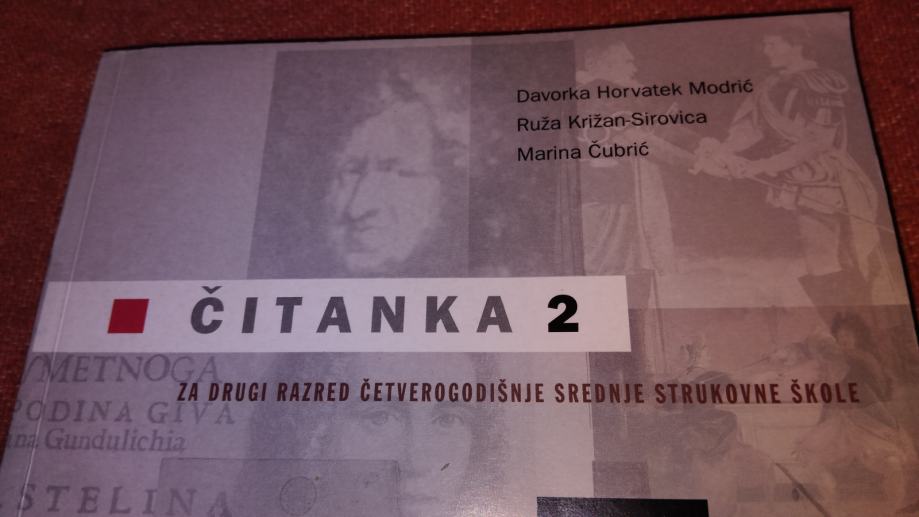 Davorka Horvatek Modrić
Ruža Križan-Sirovica
Marina Čubrić
ČITANKA 2
ZA DRUGI RAZRED ČETVEROGODIŠNJE SREDNJE STRUKOVNE ŠKOLE
METNOGA
PODINA GIVA
Gundulichia
STELINA